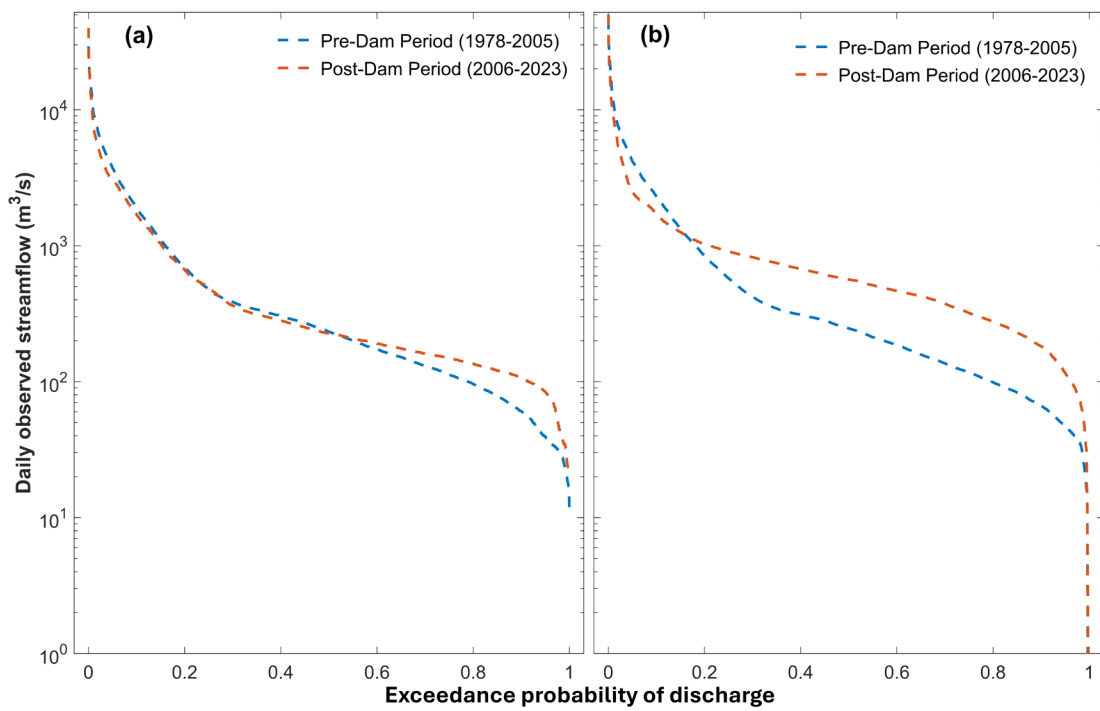 (a)
Pre-Dam Period (1978-2005)
Post-Dam Period (2006-2023)
(b)
Pre-Dam Period (1978-2005)
Post-Dam Period (2006-2023)
Daily observed streamflow (m³/s)
10⁴
10³
10²
10¹
10⁰
0 0.2 0.4 0.6 0.8 1
0 0.2 0.4 0.6 0.8 1
Exceedance probability of discharge